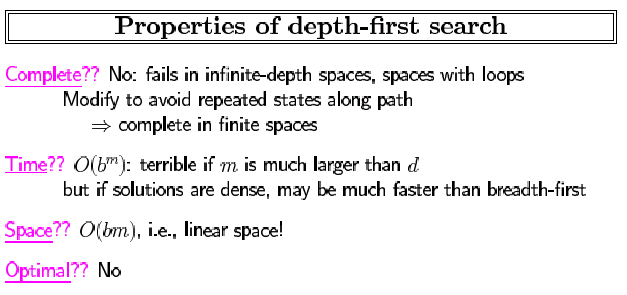 Properties of depth-first search
Complete?? No: fails in infinite-depth spaces, spaces with loops
Modify to avoid repeated states along path
⇒ complete in finite spaces
Time?? O(bᵐ): terrible if m is much larger than d
but if solutions are dense, may be much faster than breadth-first
Space?? O(bm), i.e., linear space!
Optimal?? No